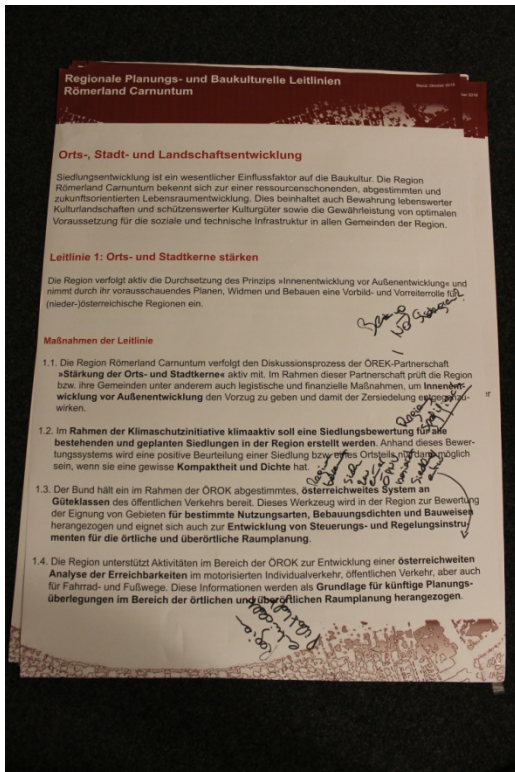 Regionale Planungs- und Baukulturelle Leitlinien
Römerland Carnuntum
Stand: Oktober 2018
Orts-, Stadt- und Landschaftsentwicklung
Siedlungsentwicklung ist ein wesentlicher Einflussfaktor auf die Baukultur. Die Region
Römerland Carnuntum bekennt sich zur einer ressourcenschonenden, abgestimmten und
zukunftsorientierten Lebensraumentwicklung. Dies beinhaltet auch Bewahrung lebenswerter
Kulturlandschaften und schützenswerter Kulturgüter sowie die Gewährleistung von optimalen
Voraussetzung für die soziale und technische Infrastruktur in allen Gemeinden der Region.
Leitlinie 1: Orts- und Stadtkerne stärken
Die Region verfolgt aktiv die Durchsetzung des Prinzips »Innenentwicklung vor Außenentwicklung« und
nimmt durch ihr vorausschauendes Planen, Widmen und Bebauen eine Vorbild- und Vorreiterrolle für
(nieder-)österreichische Regionen ein.
Maßnahmen der Leitlinie
1.1. Die Region Römerland Carnuntum verfolgt den Diskussionsprozess der ÖREK-Partnerschaft
»Stärkung der Orts- und Stadtkerne« aktiv mit. Im Rahmen dieser Partnerschaft prüft die Region
bzw. ihre Gemeinden unter anderem auch legistische und finanzielle Maßnahmen, um Innenent-
wicklung vor Außenentwicklung den Vorzug zu geben und damit der Zersiedelung entgegenzu-
wirken.
1.2. Im Rahmen der Klimaschutzinitiative klimaaktiv soll eine Siedlungsbewertung für alle
bestehenden und geplanten Siedlungen in der Region erstellt werden. Anhand dieses Bewer-
tungssystems wird eine positive Beurteilung einer Siedlung bzw. eines Ortsteils nur dann möglich
sein, wenn sie eine gewisse Kompaktheit und Dichte hat.
1.3. Der Bund hält ein im Rahmen der ÖROK abgestimmtes, österreichweites System an
Güteklassen des öffentlichen Verkehrs bereit. Dieses Werkzeug wird in der Region zur Bewertung
der Eignung von Gebieten für bestimmte Nutzungsarten, Bebauungsdichten und Bauweisen
herangezogen und eignet sich auch zur Entwicklung von Steuerungs- und Regelungsinstru-
menten für die örtliche und überörtliche Raumplanung.
1.4. Die Region unterstützt Aktivitäten im Bereich der ÖROK zur Entwicklung einer österreichweiten
Analyse der Erreichbarkeiten im motorisierten Individualverkehr, öffentlichen Verkehr, aber auch
für Fahrrad- und Fußwege. Diese Informationen werden als Grundlage für künftige Planungs-
überlegungen im Bereich der örtlichen und überörtlichen Raumplanung herangezogen.